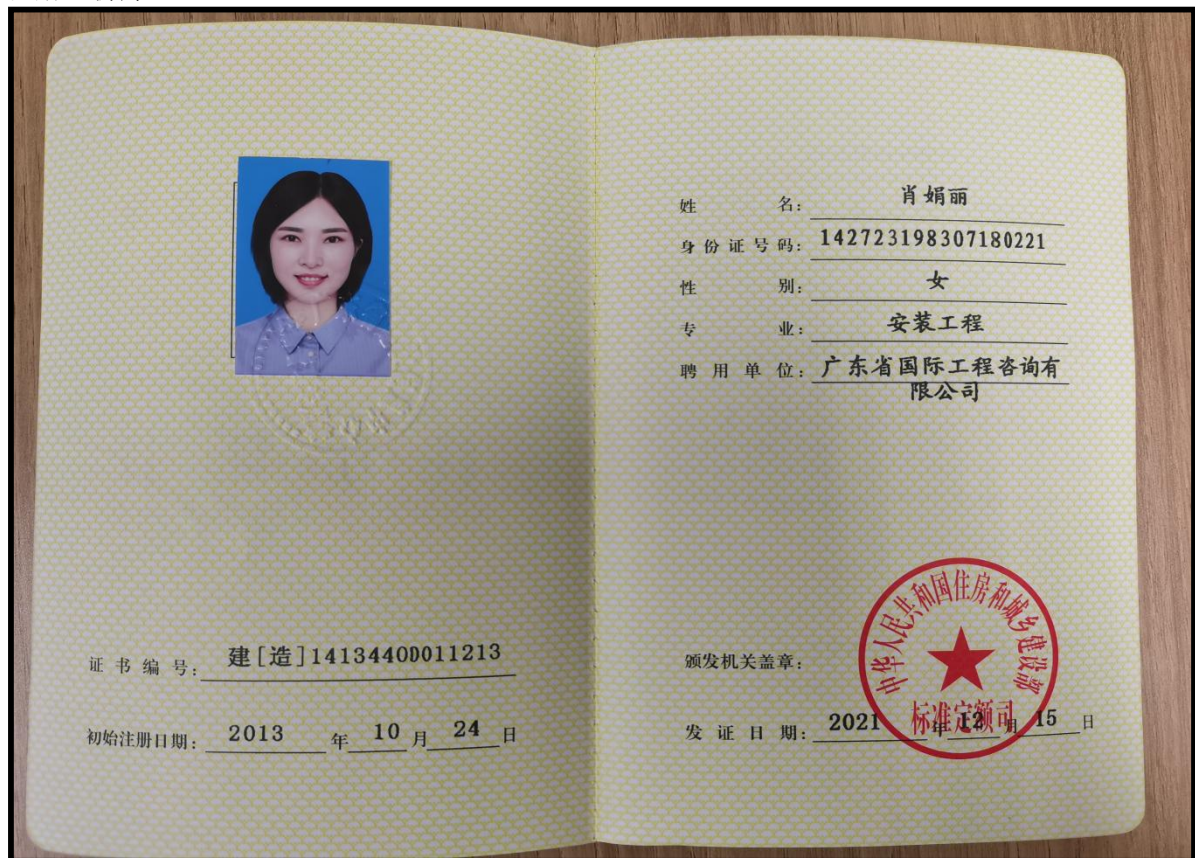 证书编号：建[造]14134400011213
初始注册日期：2013年10月24日
姓名：肖娟丽
身份证号码：142723198307180221
性别：女
专业：安装工程
聘用单位：广东省国际工程咨询有
限公司
中华人民共和国住房和城乡建设部
颁发机关盖章：
标准定额司
发证日期：2021年12月15日